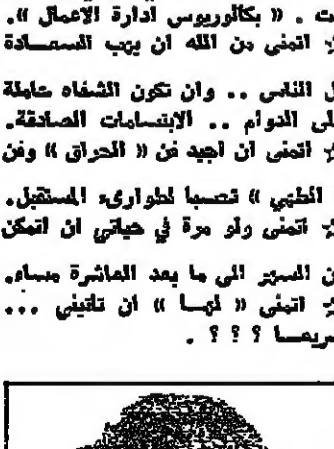 ت . « بكالوريوس ادارة الاعمال ».
☆ اتمنى من الله ان يهب السعادة
ل الناس .. وان تكون الشفاه حاملة
لى الدوام .. الابتسامات الصادقة.
☆ اتمنى ان اجيد فن « الحراق » وفن
الطهي » تحسبا لطوارىء المستقبل.
☆ اتمنى ولو مرة في حياتي ان اتمكن
ن السهر الى ما بعد العاشرة مساء.
☆ اتمنى « لها » ان تأتيني ...
ريعا ؟ ? ? .